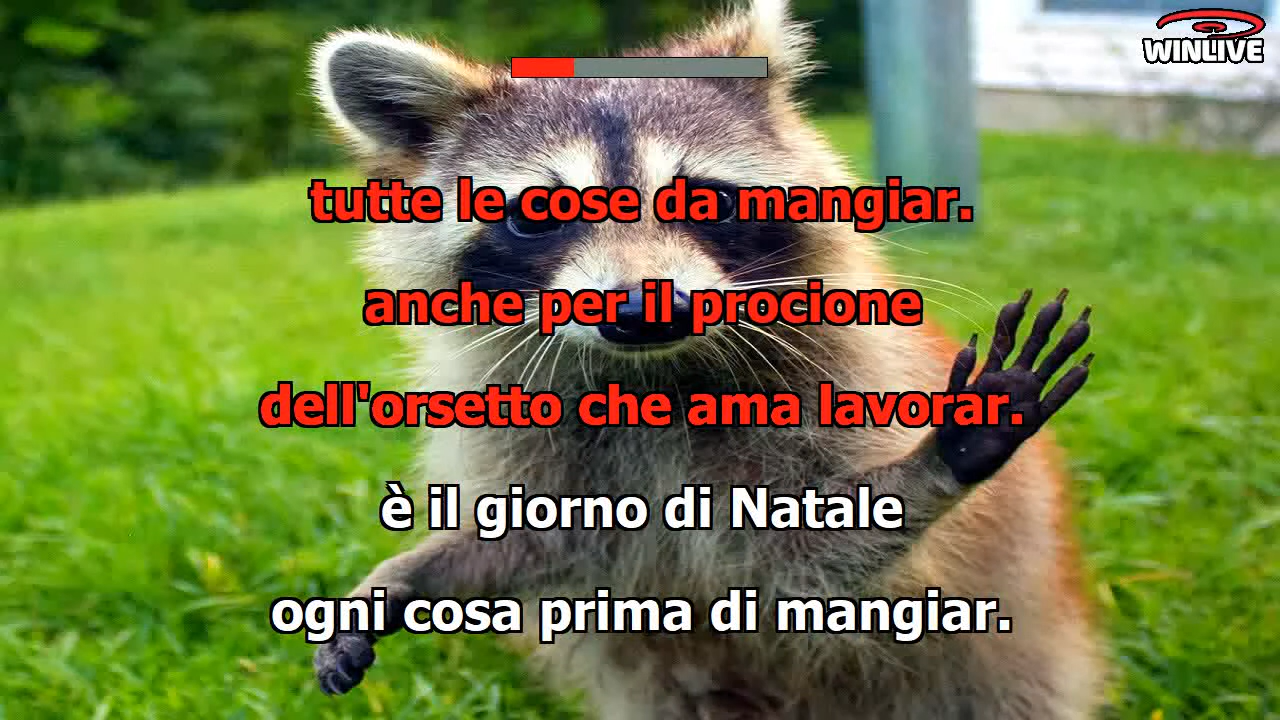 WINLIVE
tutte le cose da mangiar.
anche per il procione
dell'orsetto che ama lavorar.
è il giorno di Natale
ogni cosa prima di mangiar.